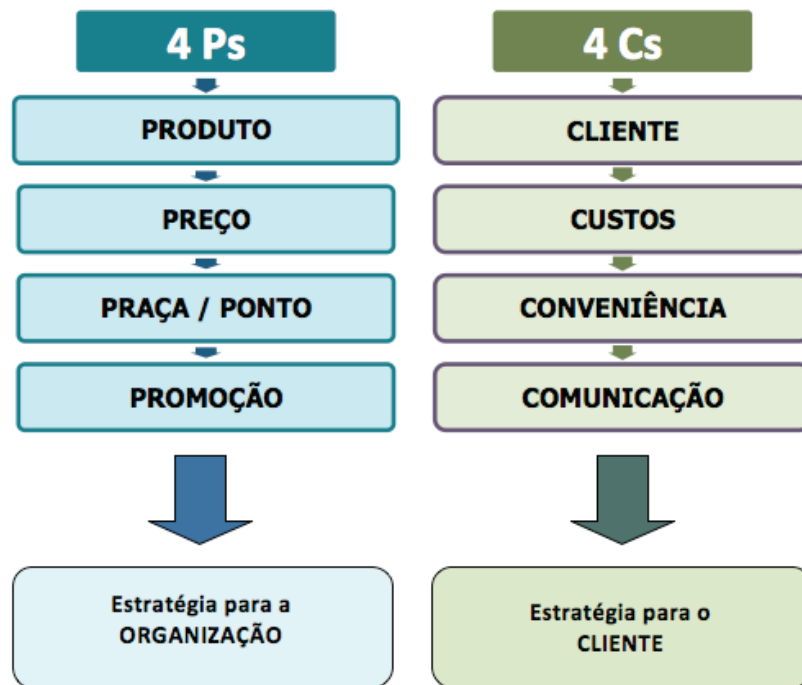 4 Ps
PRODUTO
PREÇO
PRAÇA / PONTO
PROMOÇÃO
Estratégia para a
ORGANIZAÇÃO
4 Cs
CLIENTE
CUSTOS
CONVENIÊNCIA
COMUNICAÇÃO
Estratégia para o
CLIENTE